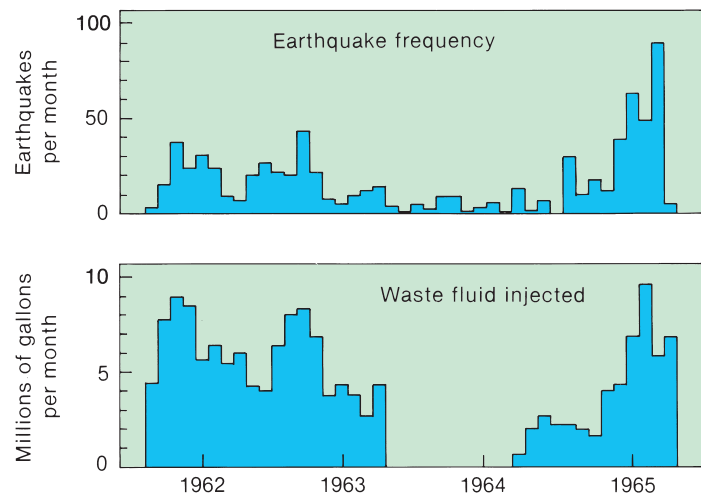 Earthquake frequency
Earthquakes
per month
100
50
0
Waste fluid injected
Millions of gallons
per month
10
5
0
1962
1963
1964
1965